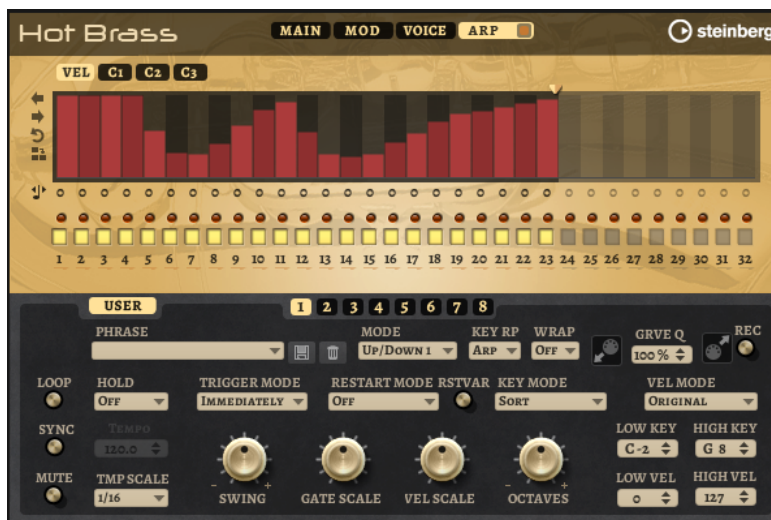 Hot Brass MAIN MOD VOICE ARP steinberg
VEL C1 C2 C3
1 2 3 4 5 6 7 8 9 10 11 12 13 14 15 16 17 18 19 20 21 22 23 24 25 26 27 28 29 30 31 32
USER 1 2 3 4 5 6 7 8
PHRASE MODE KEY RP WRAP GRVE Q REC
UP/DOWN 1 ARP OFF 100 %
LOOP HOLD TRIGGER MODE RESTART MODE RSTVAR KEY MODE VEL MODE
OFF IMMEDIATELY OFF SORT ORIGINAL
SYNC TEMPO LOW KEY HIGH KEY
120.0 C-2 G 8
MUTE TMP SCALE LOW VEL HIGH VEL
1/16 - + SWING GATE SCALE VEL SCALE - + OCTAVES 0 127